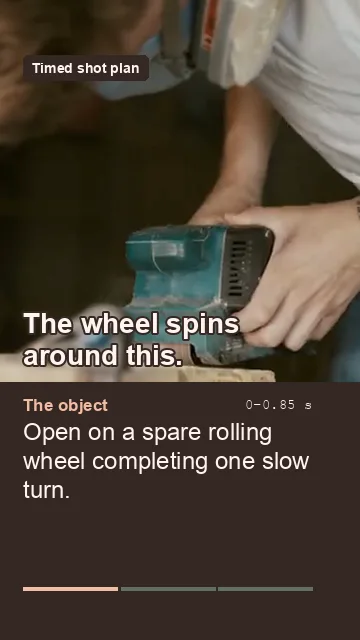 Timed shot plan
The wheel spins
around this.
The object
0–0.85 s
Open on a spare rolling
wheel completing one slow
turn.